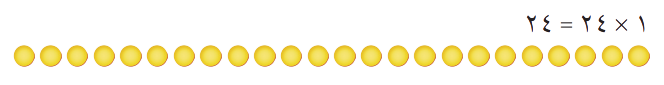 ١ × ٢٤ = ٢٤